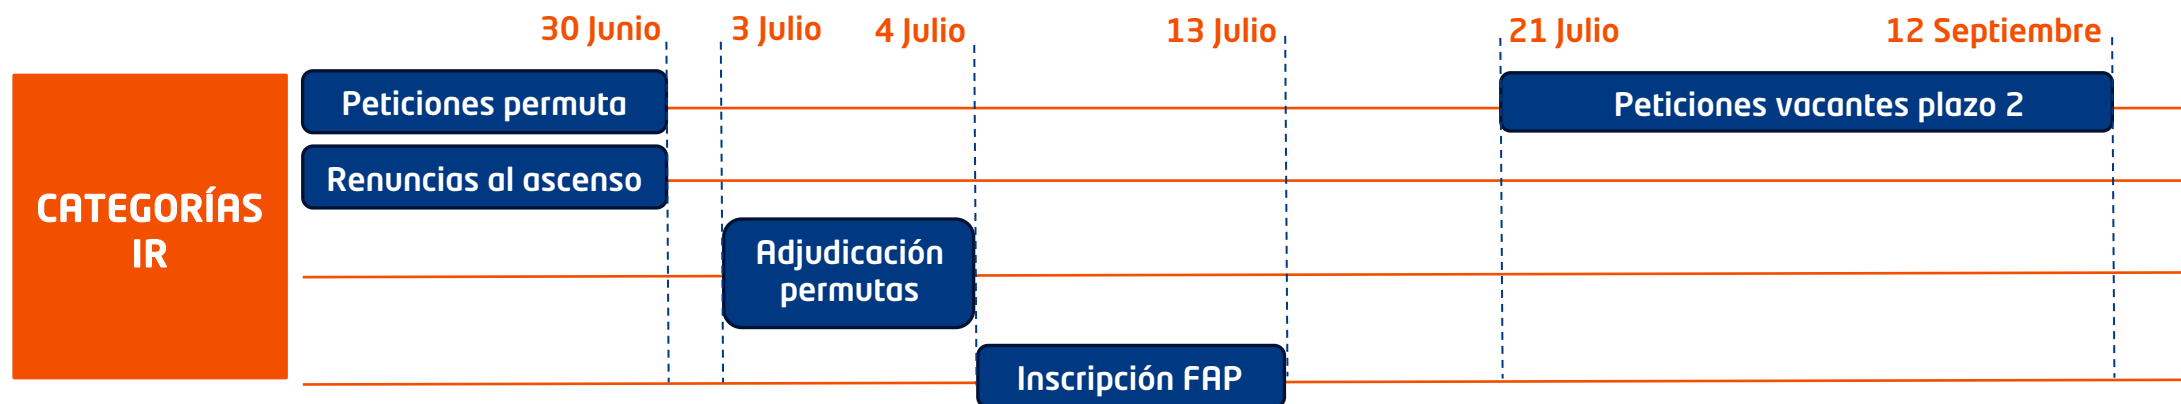 30 Junio
3 Julio
4 Julio
13 Julio
21 Julio
12 Septiembre
CATEGORÍAS
IR
Peticiones permuta
Peticiones vacantes plazo 2
Renuncias al ascenso
Adjudicación
permutas
Inscripción FAP